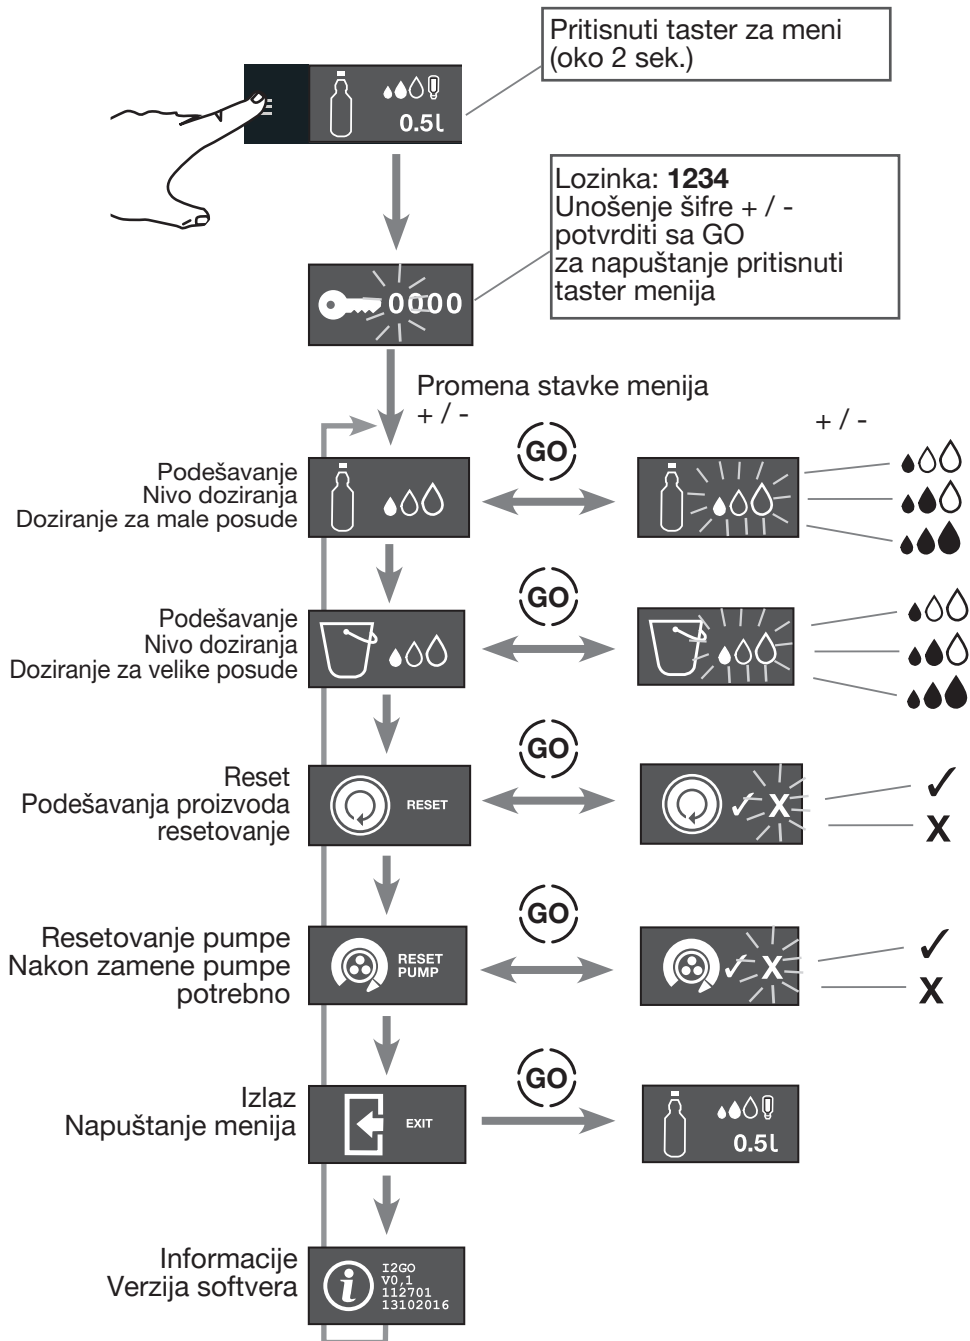 Pritisnuti taster za meni
(oko 2 sek.)
0.5l
Lozinka: 1234
Unošenje šifre + / -
potvrditi sa GO
za napuštanje pritisnuti
taster menija
0000
Promena stavke menija
+ / -
+ / -
GO
Podešavanje
Nivo doziranja
Doziranje za male posude
GO
Podešavanje
Nivo doziranja
Doziranje za velike posude
GO
Reset
Podešavanja proizvoda
resetovanje
RESET
X
X
GO
Resetovanje pumpe
Nakon zamene pumpe
potrebno
RESET
PUMP
X
X
GO
Izlaz
Napuštanje menija
EXIT
0.5l
Informacije
Verzija softvera
i
I2GO
V0,1
112701
13102016